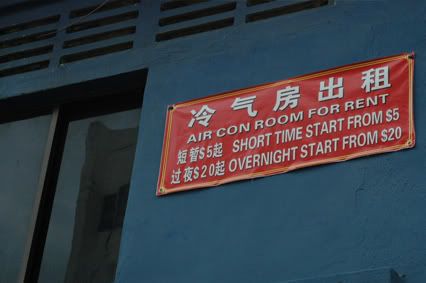 冷气房出租
AIR CON ROOM FOR RENT
短暂$5起 SHORT TIME START FROM $5
过夜$20起 OVERNIGHT START FROM $20